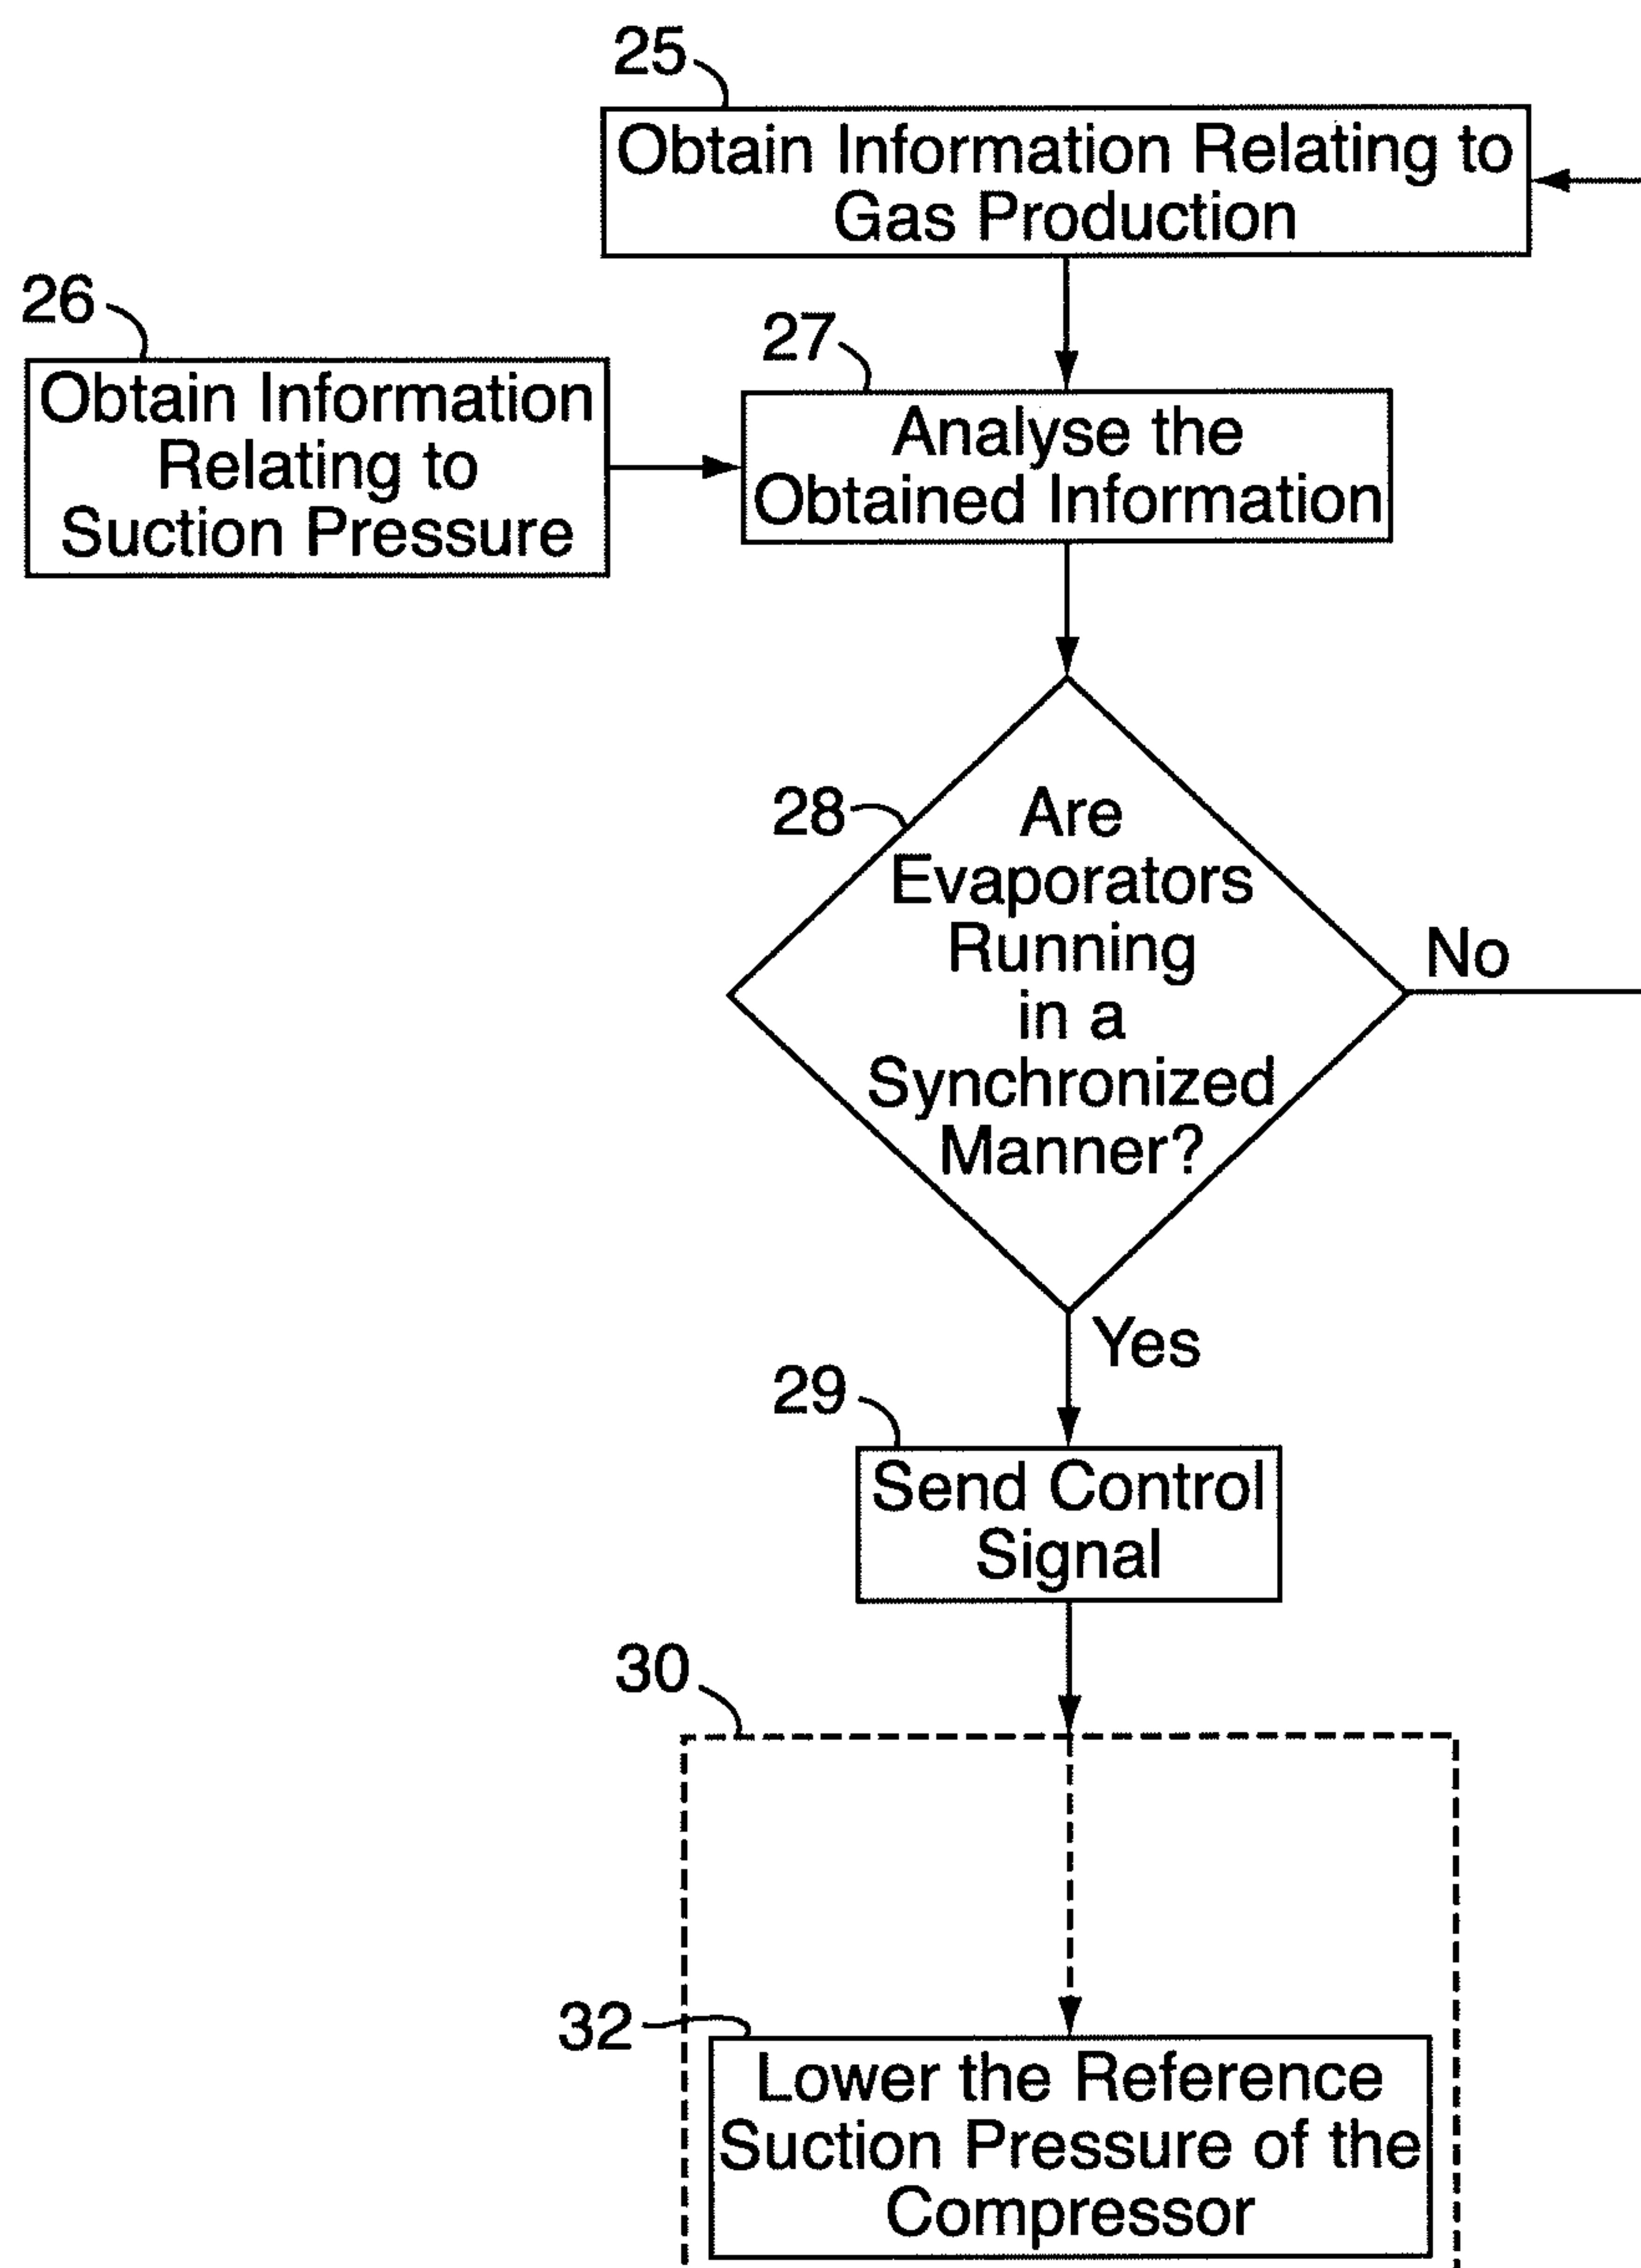 25
Obtain Information Relating to
Gas Production
26
Obtain Information
Relating to
Suction Pressure
27
Analyse the
Obtained Information
28
Are
Evaporators
Running
in a
Synchronized
Manner?
No
Yes
29
Send Control
Signal
30
32
Lower the Reference
Suction Pressure of the
Compressor